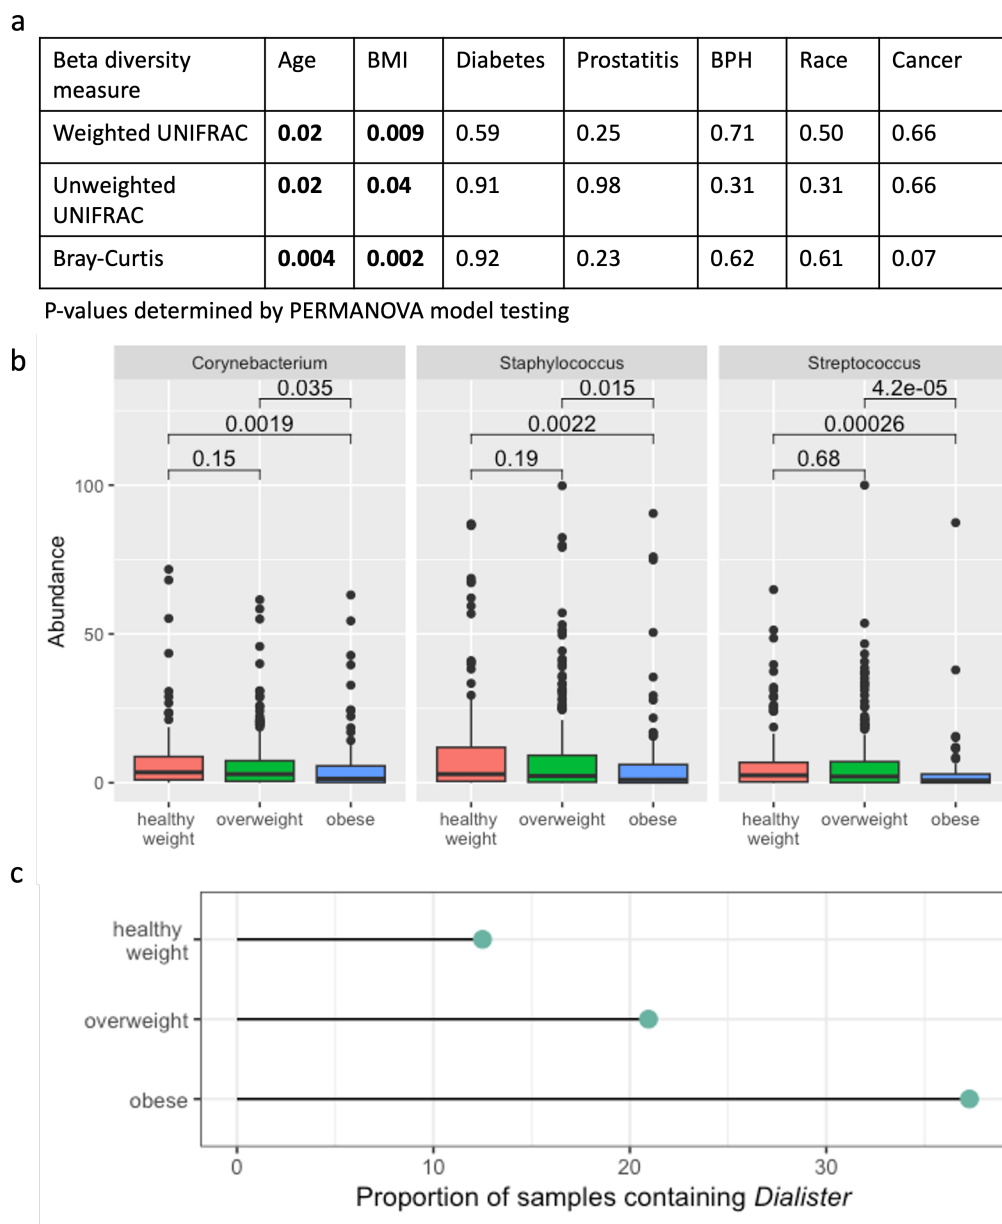 a
Beta diversity measure Age BMI Diabetes Prostatitis BPH Race Cancer
Weighted UNIFRAC 0.02 0.009 0.59 0.25 0.71 0.50 0.66
Unweighted UNIFRAC 0.02 0.04 0.91 0.98 0.31 0.31 0.66
Bray-Curtis 0.004 0.002 0.92 0.23 0.62 0.61 0.07
P-values determined by PERMANOVA model testing
b
Corynebacterium Staphylococcus Streptococcus
0.035 0.015 4.2e-05
0.0019 0.0022 0.00026
0.15 0.19 0.68
100
50
0
Abundance
healthy weight overweight obese healthy weight overweight obese healthy weight overweight obese
c
healthy
weight
overweight
obese
0 10 20 30
Proportion of samples containing Dialister